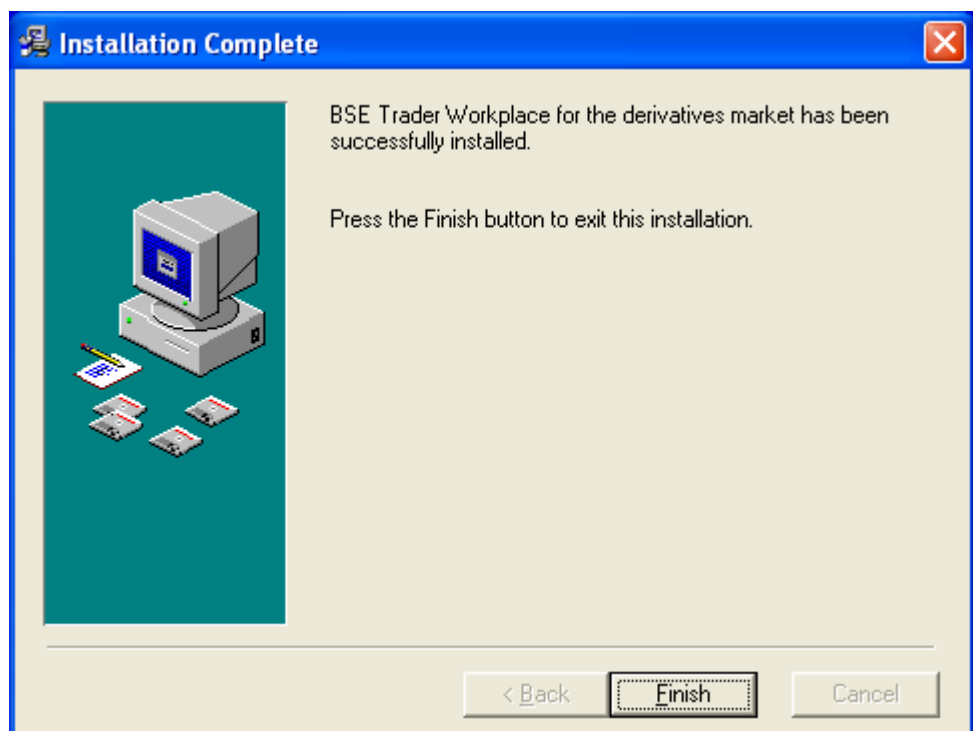 Installation Complete
BSE Trader Workplace for the derivatives market has been
successfully installed.
Press the Finish button to exit this installation.
< Back
Finish
Cancel